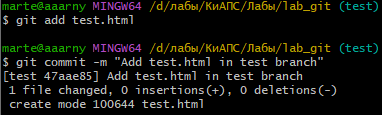 marte@aaarny MINGW64 /d/лабы/КиАПС/Лабы/lab_git (test)
$ git add test.html
marte@aaarny MINGW64 /d/лабы/КиАПС/Лабы/lab_git (test)
$ git commit -m "Add test.html in test branch"
[test 47aae85] Add test.html in test branch
1 file changed, 0 insertions(+), 0 deletions(-)
create mode 100644 test.html